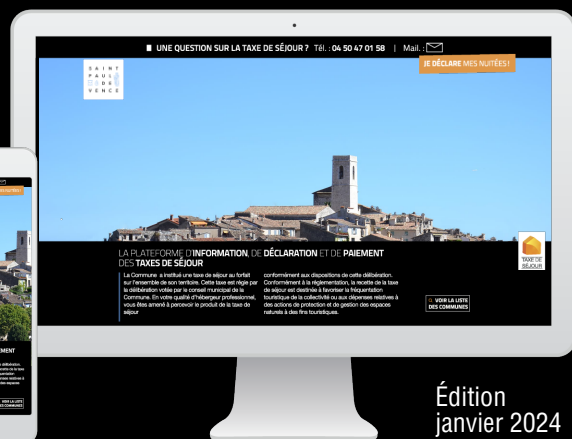 ■ UNE QUESTION SUR LA TAXE DE SÉJOUR ? Tél. : 04 50 47 01 58 | Mail. :
JE DÉCLARE MES NUITÉES !
SAINT
PAUL
DE
VENCE
LA PLATEFORME D'INFORMATION, DE DÉCLARATION ET DE PAIEMENT
DES TAXES DE SÉJOUR
La Commune a institué une taxe de séjour au forfait
sur l'ensemble de son territoire. Cette taxe est régie par
la délibération votée par le conseil municipal de la
Commune. En votre qualité d'hébergeur professionnel,
vous êtes amené à percevoir le produit de la taxe de
séjour
conformément aux dispositions de cette délibération.
Conformément à la réglementation, la recette de la taxe
de séjour est destinée à favoriser la fréquentation
touristique de la collectivité ou aux dépenses relatives à
des actions de protection et de gestion des espaces
naturels à des fins touristiques.
VOIR LA LISTE
DES COMMUNES
TAXE DE
SÉJOUR
EMENT
VOIR LA LISTE
DES COMMUNES
Édition
janvier 2024